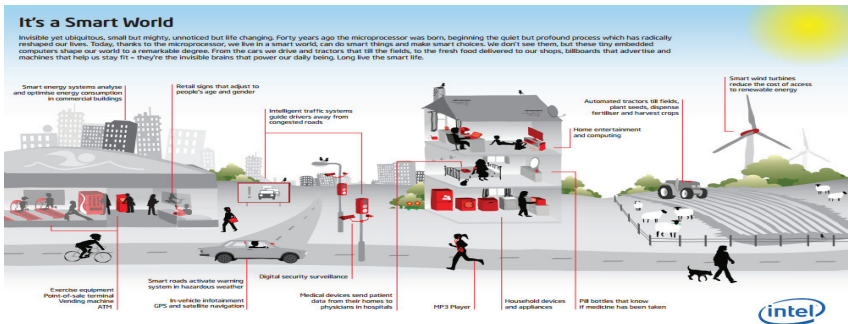 It's a Smart World
Invisible yet ubiquitous, small but mighty, unnoticed but life changing. Forty years ago the microprocessor was born, beginning the quiet but profound process which has radically
reshaped our lives. Today, thanks to the microprocessor, we live in a smart world, can do smart things and make smart choices. We don't see them, but these tiny embedded
computers shape our world to a remarkable degree. From the cars we drive and tractors that till the fields, to the fresh food delivered to our shops, billboards that advertise and
machines that help us stay fit – they're the invisible brains that power our daily being. Long live the smart life.
Smart energy systems analyse
and optimise energy consumption
in commercial buildings
Retail signs that adjust to
people's age and gender
Intelligent traffic systems
guide drivers away from
congested roads
Home entertainment
and computing
Automated tractors till fields,
plant seeds, dispense
fertiliser and harvest crops
Smart wind turbines
reduce the cost of access
to renewable energy
Exercise equipment
Point-of-sale terminal
Vending machine
ATM
Smart roads activate warning
system in hazardous weather
In-vehicle infotainment
GPS and satellite navigation
Digital security surveillance
Medical devices send patient
data from their homes to
physicians in hospitals
MP3 Player
Household devices
and appliances
Pill bottles that know
if medicine has been taken
intel